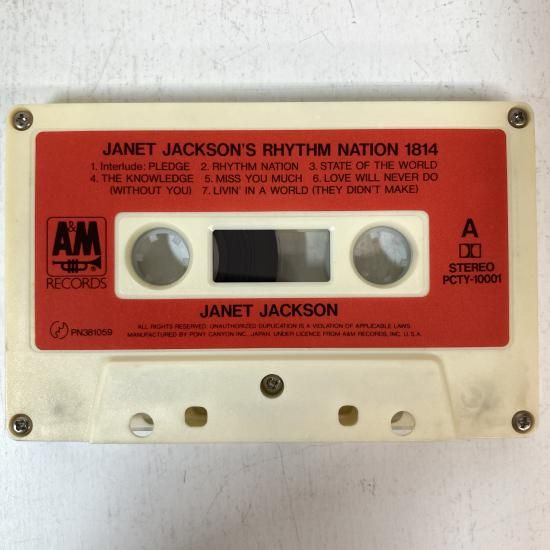 JANET JACKSON'S RHYTHM NATION 1814
1. Interlude: PLEDGE 2. RHYTHM NATION 3. STATE OF THE WORLD
4. THE KNOWLEDGE 5. MISS YOU MUCH 6. LOVE WILL NEVER DO
(WITHOUT YOU) 7. LIVIN' IN A WORLD (THEY DIDN'T MAKE)
A&M
®
RECORDS
A
STEREO
PCTY-10001
JANET JACKSON
PN381059
ALL RIGHTS RESERVED. UNAUTHORIZED DUPLICATION IS A VIOLATION OF APPLICABLE LAWS.
MANUFACTURED BY PONY CANYON INC., JAPAN, UNDER LICENCE FROM A&M RECORDS, INC., U.S.A.